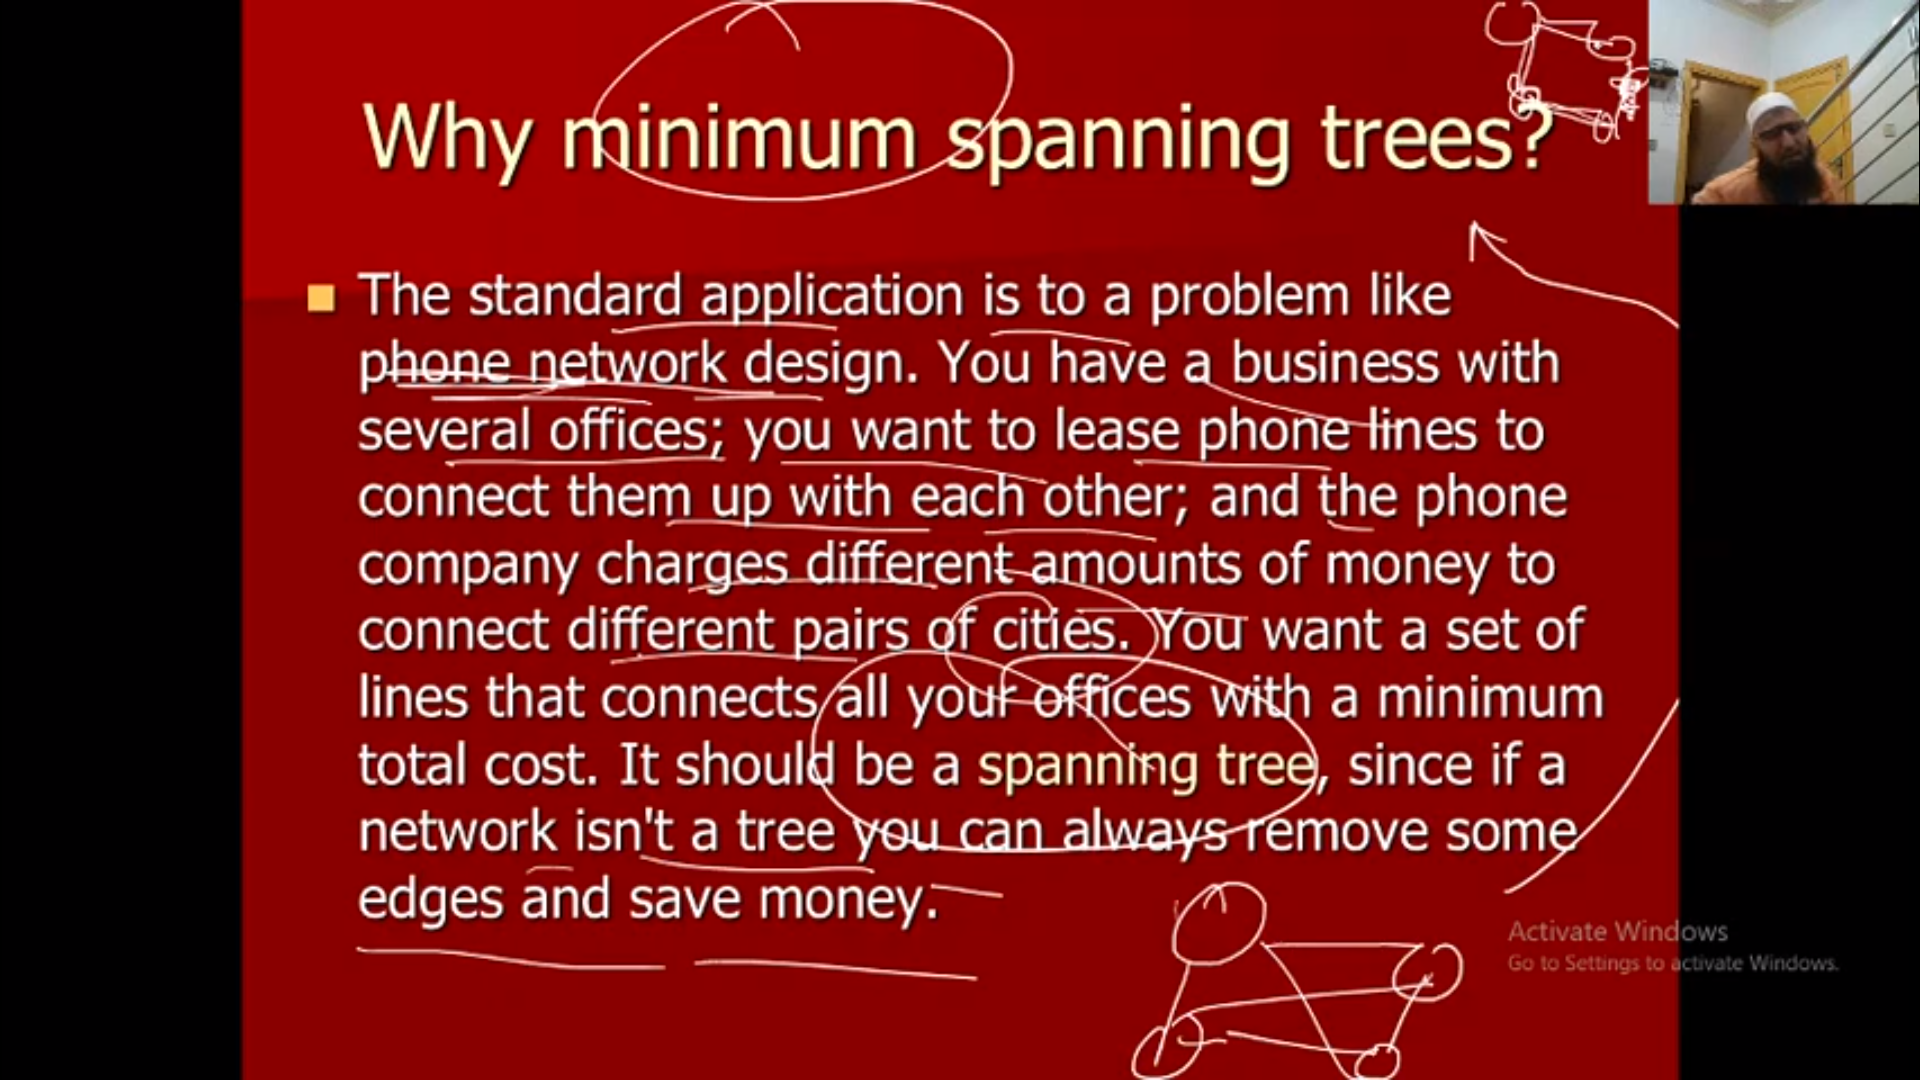 Why minimum spanning trees?
The standard application is to a problem like
phone network design. You have a business with
several offices; you want to lease phone lines to
connect them up with each other; and the phone
company charges different amounts of money to
connect different pairs of cities. You want a set of
lines that connects all your offices with a minimum
total cost. It should be a spanning tree, since if a
network isn't a tree you can always remove some
edges and save money.
Activate Windows
Go to Settings to activate Windows.